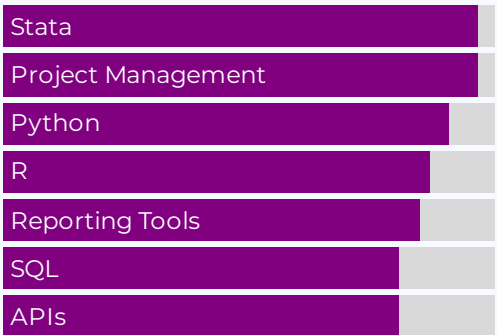 Stata
Project Management
Python
R
Reporting Tools
SQL
APIs